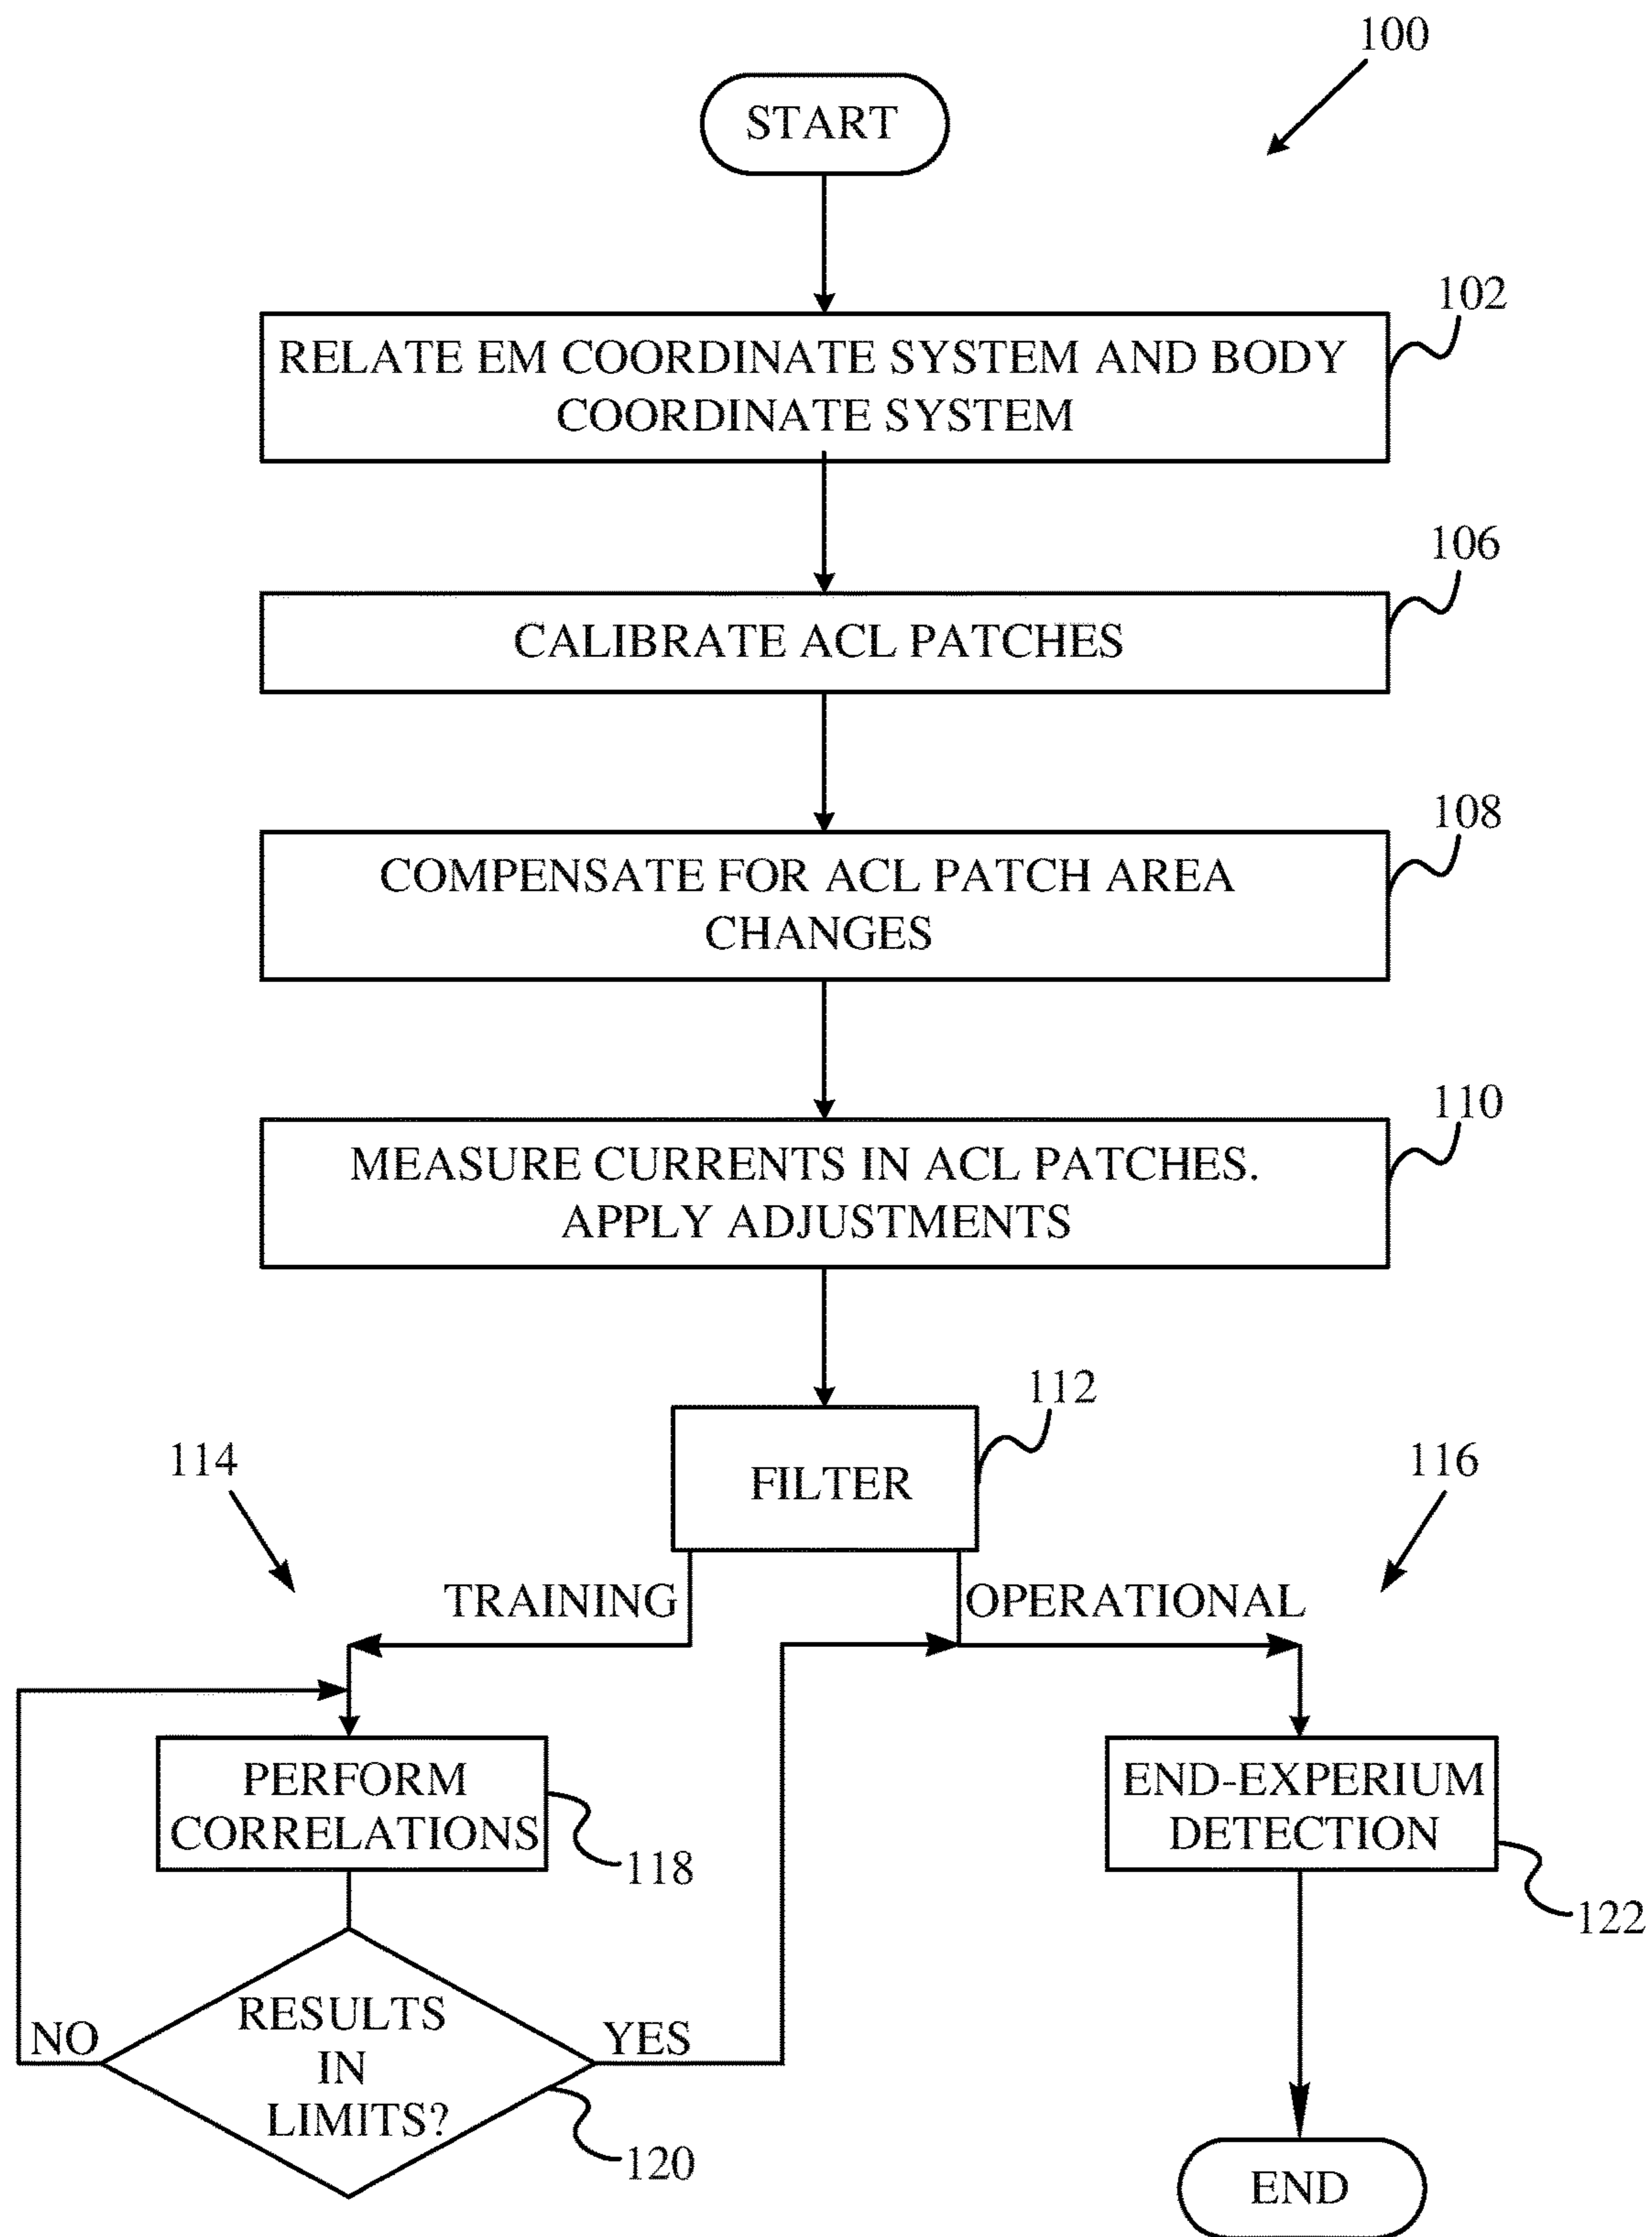 100
START
102
RELATE EM COORDINATE SYSTEM AND BODY
COORDINATE SYSTEM
106
CALIBRATE ACL PATCHES
108
COMPENSATE FOR ACL PATCH AREA
CHANGES
110
MEASURE CURRENTS IN ACL PATCHES.
APPLY ADJUSTMENTS
112
FILTER
114
116
TRAINING
OPERATIONAL
PERFORM
CORRELATIONS
118
END-EXPERIUM
DETECTION
122
RESULTS
IN
LIMITS?
NO
YES
120
END